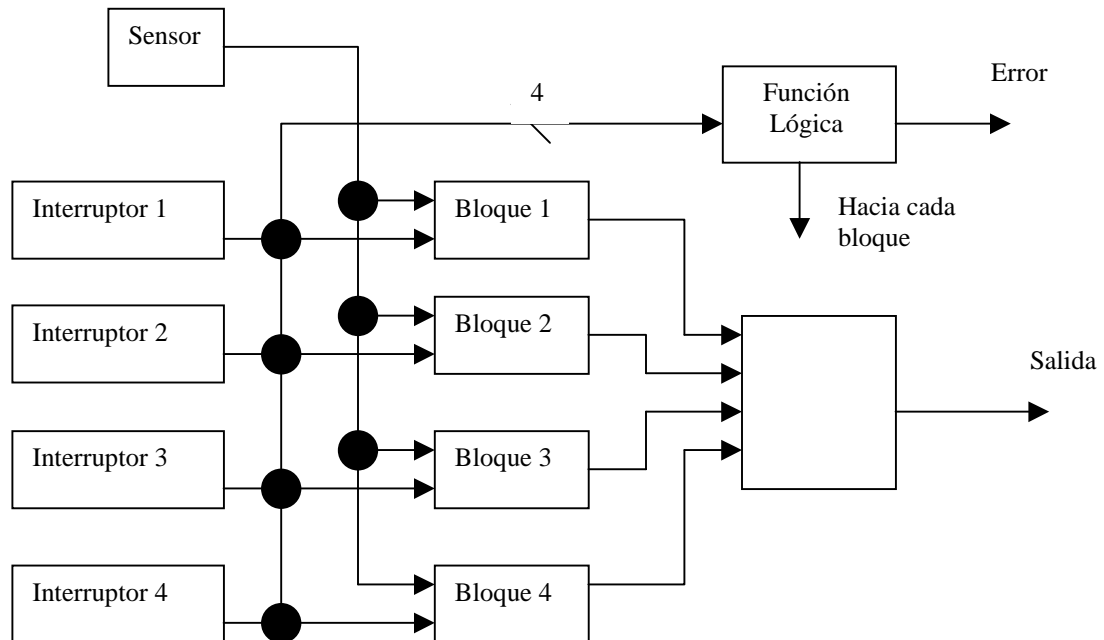 Sensor
4
Función
Lógica
Error
Interruptor 1
Bloque 1
Hacia cada
bloque
Interruptor 2
Bloque 2
Salida
Interruptor 3
Bloque 3
Interruptor 4
Bloque 4